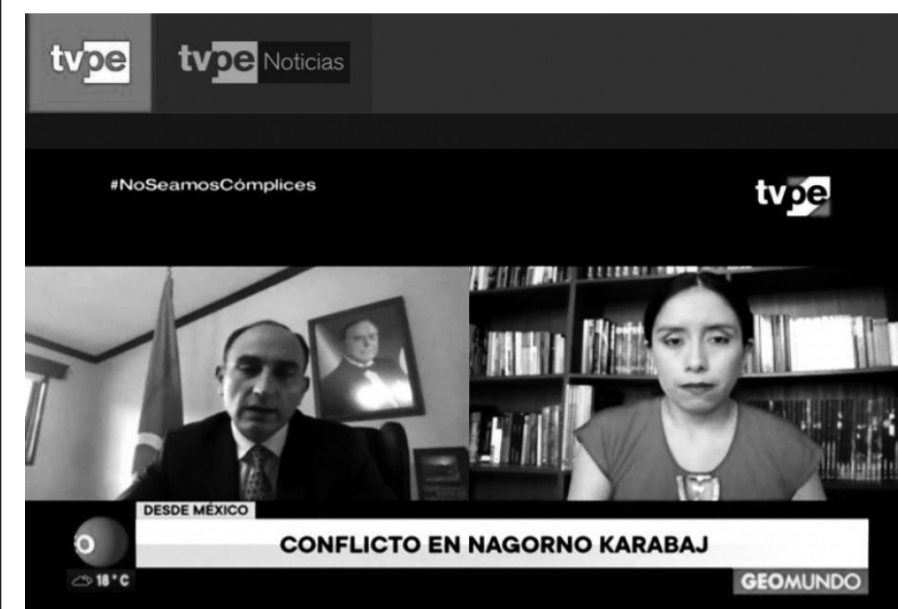 tvpe
tvpe Noticias
#NoSeamosCómplices
tvpe
DESDE MÉXICO
CONFLICTO EN NAGORNO KARABAJ
18°C
GEOMUNDO